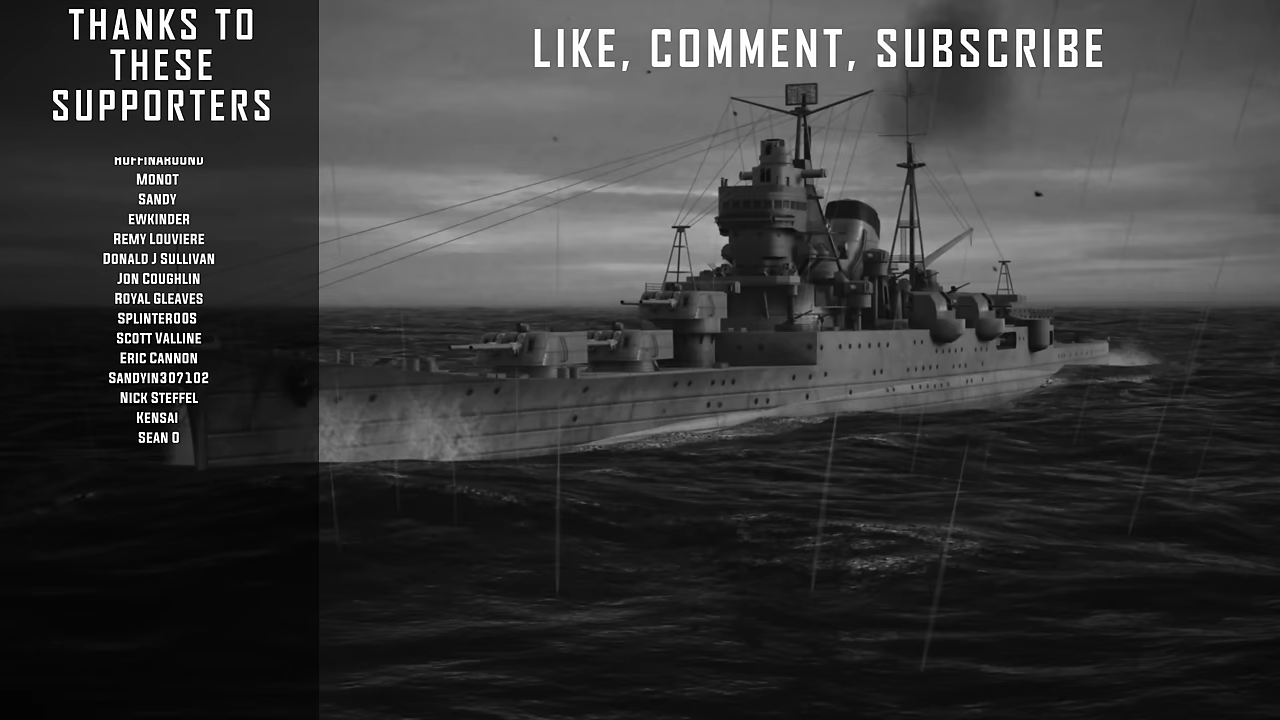 THANKS TO
THESE
SUPPORTERS
LIKE, COMMENT, SUBSCRIBE
MONOT
SANDY
EWKINDER
REMY LOUVIERE
DONALD J SULLIVAN
JON COUGHLIN
ROYAL GLEAVES
SPLINTER00S
SCOTT VALLINE
ERIC CANNON
SANDYIN307102
NICK STEFFEL
KENSAI
SEAN O